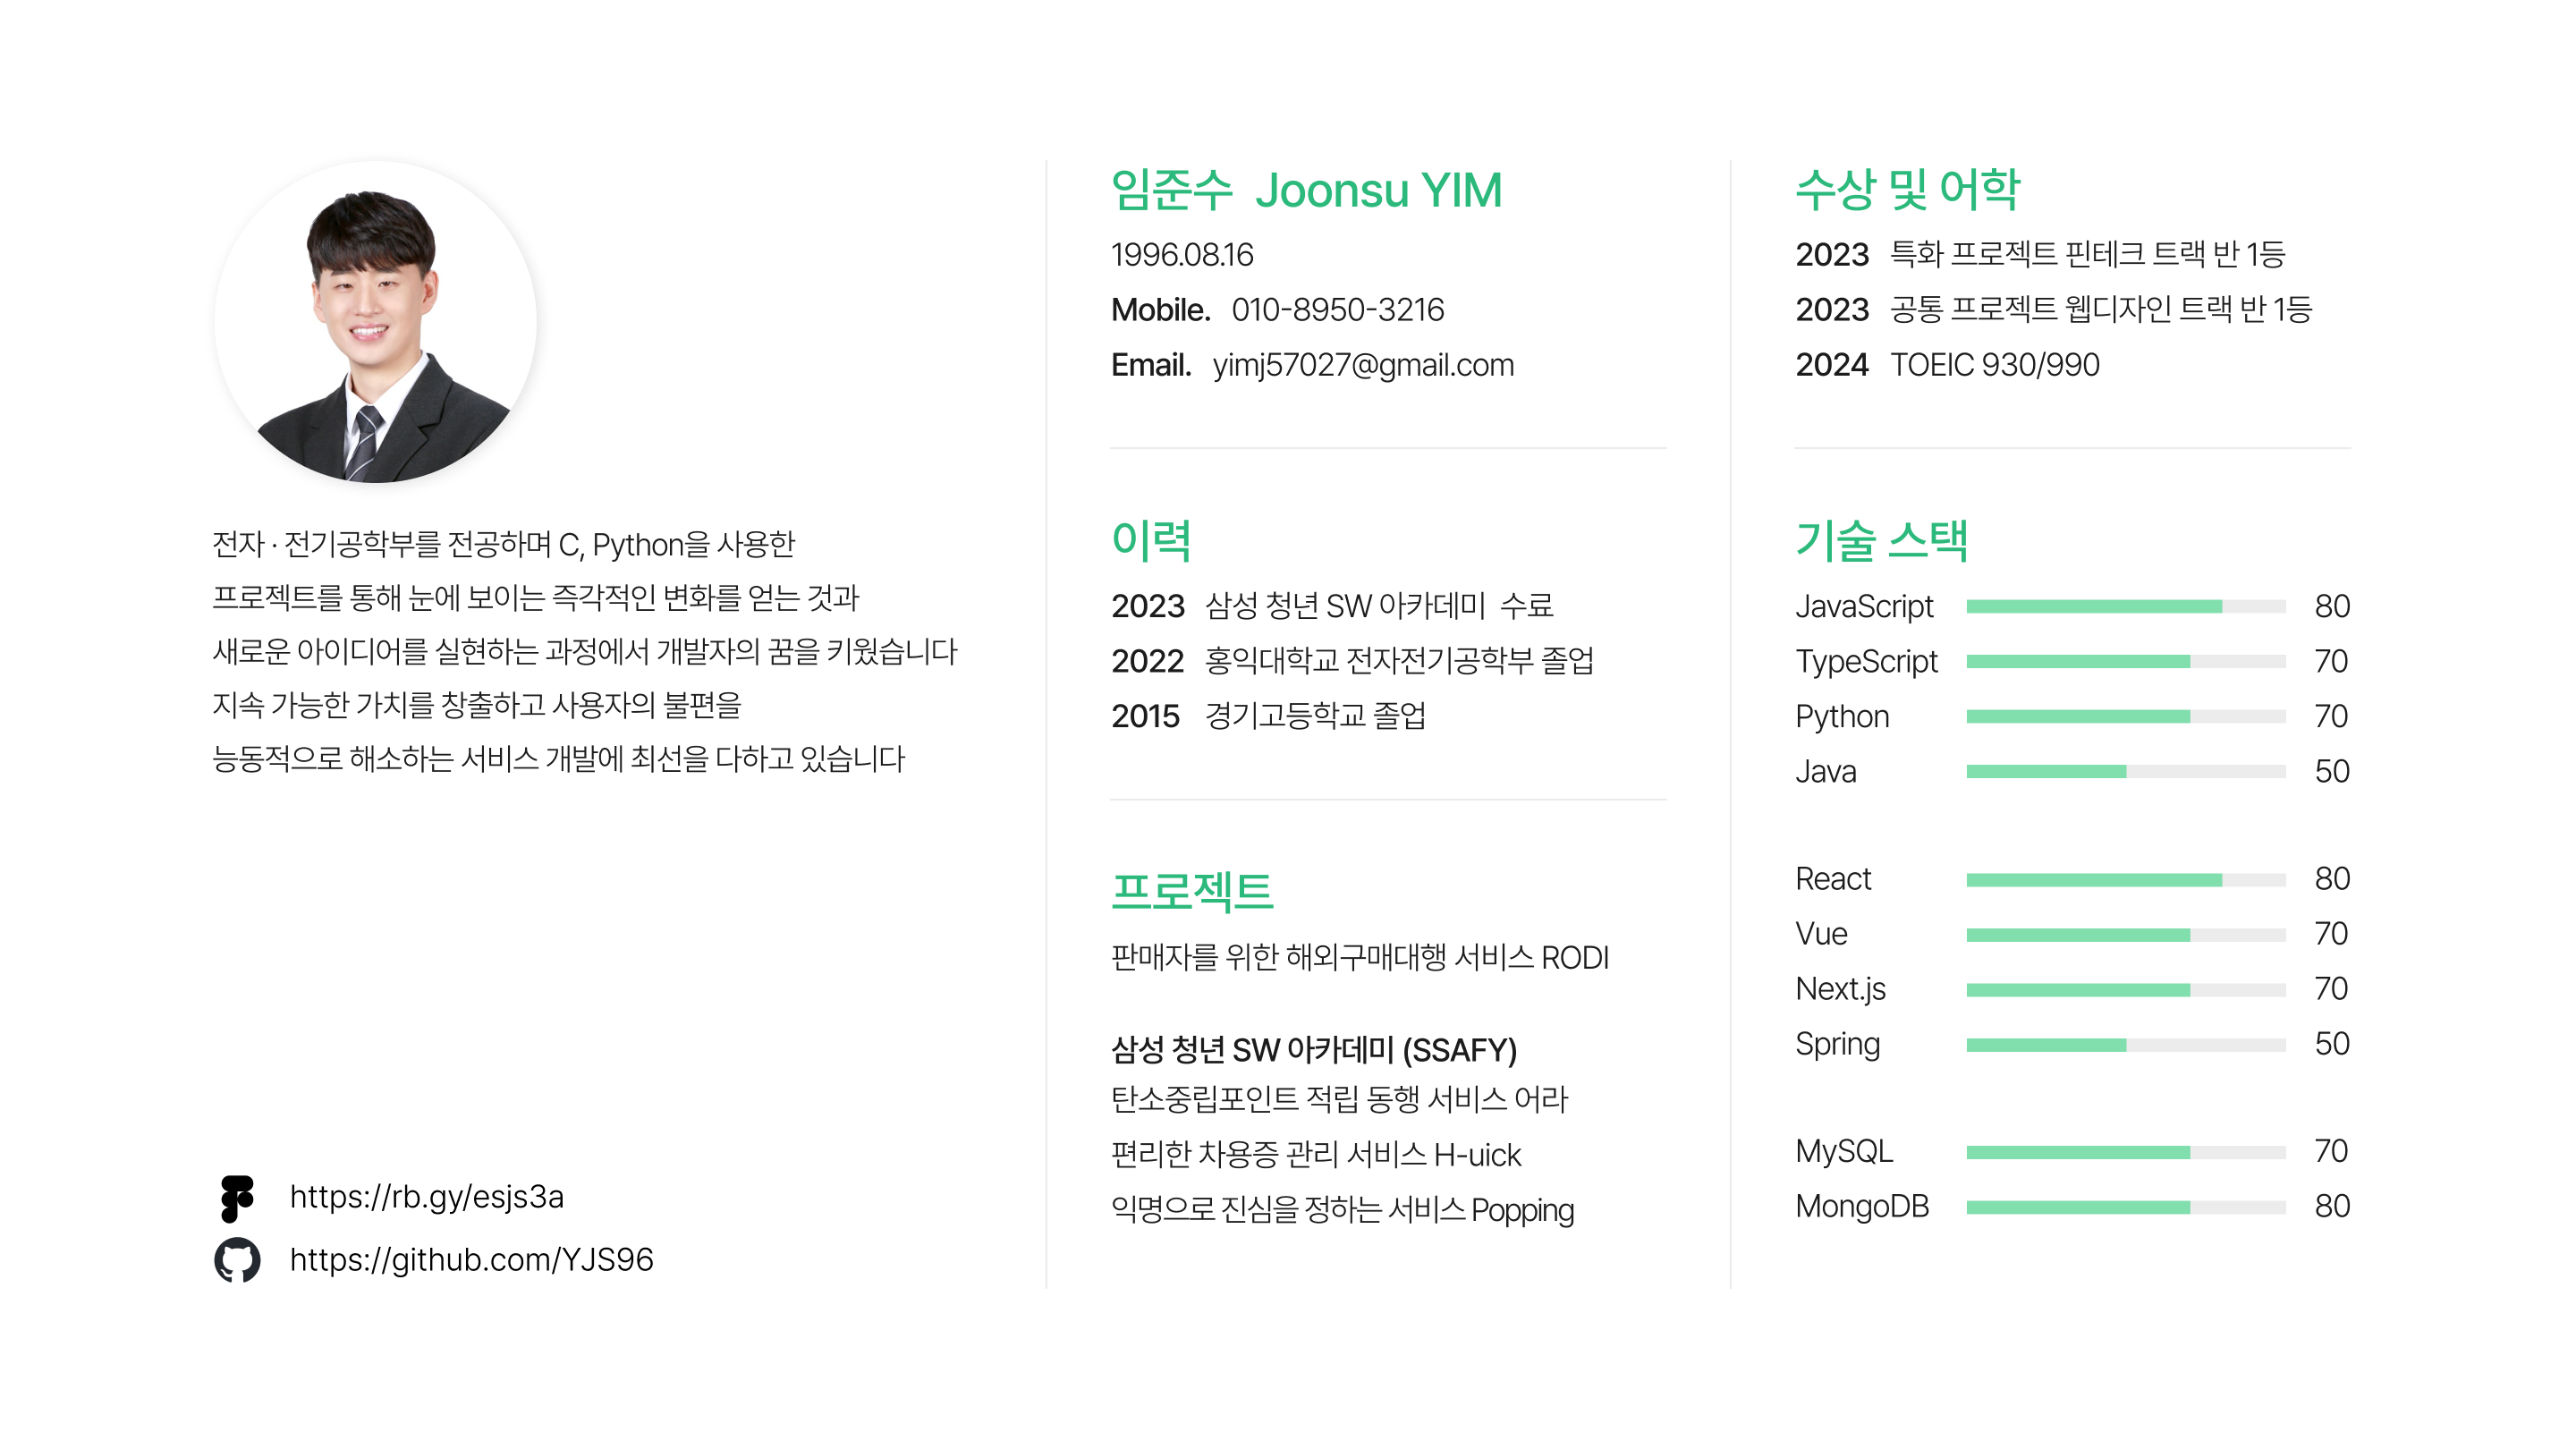 전자 · 전기공학부를 전공하며 C, Python을 사용한
프로젝트를 통해 눈에 보이는 즉각적인 변화를 얻는 것과
새로운 아이디어를 실현하는 과정에서 개발자의 꿈을 키웠습니다
지속 가능한 가치를 창출하고 사용자의 불편을
능동적으로 해소하는 서비스 개발에 최선을 다하고 있습니다
https://rb.gy/esjs3a
https://github.com/YJS96
임준수 Joonsu YIM
1996.08.16
Mobile. 010-8950-3216
Email. yimj57027@gmail.com
이력
2023 삼성 청년 SW 아카데미 수료
2022 홍익대학교 전자전기공학부 졸업
2015 경기고등학교 졸업
프로젝트
판매자를 위한 해외구매대행 서비스 RODI
삼성 청년 SW 아카데미 (SSAFY)
탄소중립포인트 적립 동행 서비스 어라
편리한 차용증 관리 서비스 H-uick
익명으로 진심을 정하는 서비스 Popping
수상 및 어학
2023 특화 프로젝트 핀테크 트랙 반 1등
2023 공통 프로젝트 웹디자인 트랙 반 1등
2024 TOEIC 930/990
기술 스택
JavaScript 80
TypeScript 70
Python 70
Java 50
React 80
Vue 70
Next.js 70
Spring 50
MySQL 70
MongoDB 80